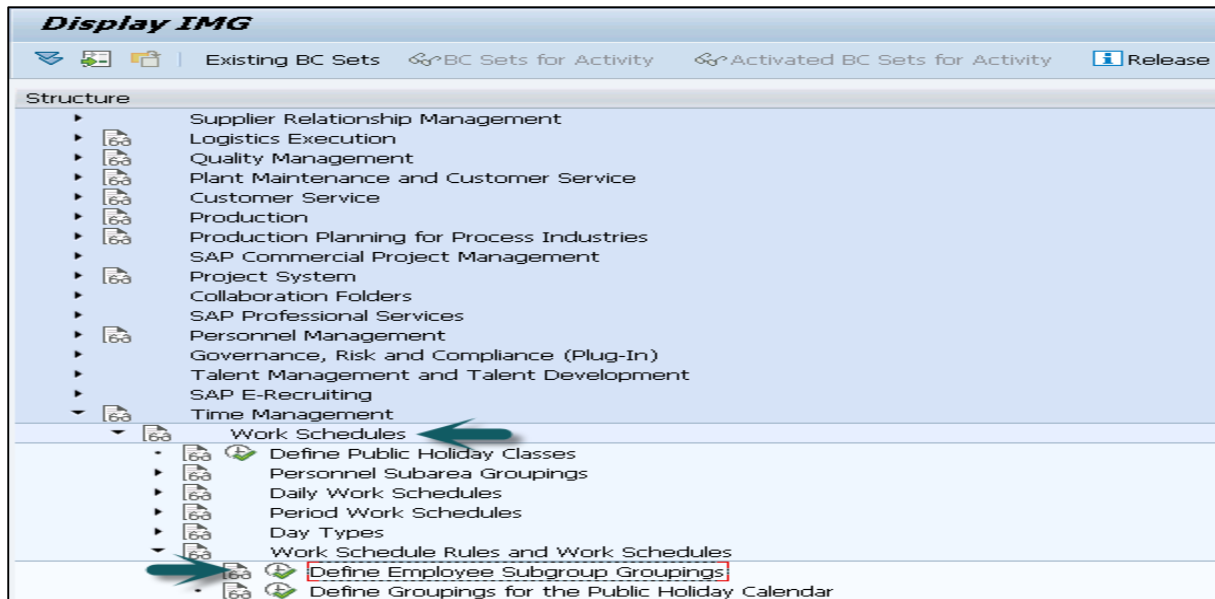 Display IMG
Existing BC Sets BC Sets for Activity Activated BC Sets for Activity Release
Structure
Supplier Relationship Management
Logistics Execution
Quality Management
Plant Maintenance and Customer Service
Customer Service
Production
Production Planning for Process Industries
SAP Commercial Project Management
Project System
Collaboration Folders
SAP Professional Services
Personnel Management
Governance, Risk and Compliance (Plug-In)
Talent Management and Talent Development
SAP E-Recruiting
Time Management
Work Schedules
Define Public Holiday Classes
Personnel Subarea Groupings
Daily Work Schedules
Period Work Schedules
Day Types
Work Schedule Rules and Work Schedules
Define Employee Subgroup Groupings
Define Groupings for the Public Holiday Calendar